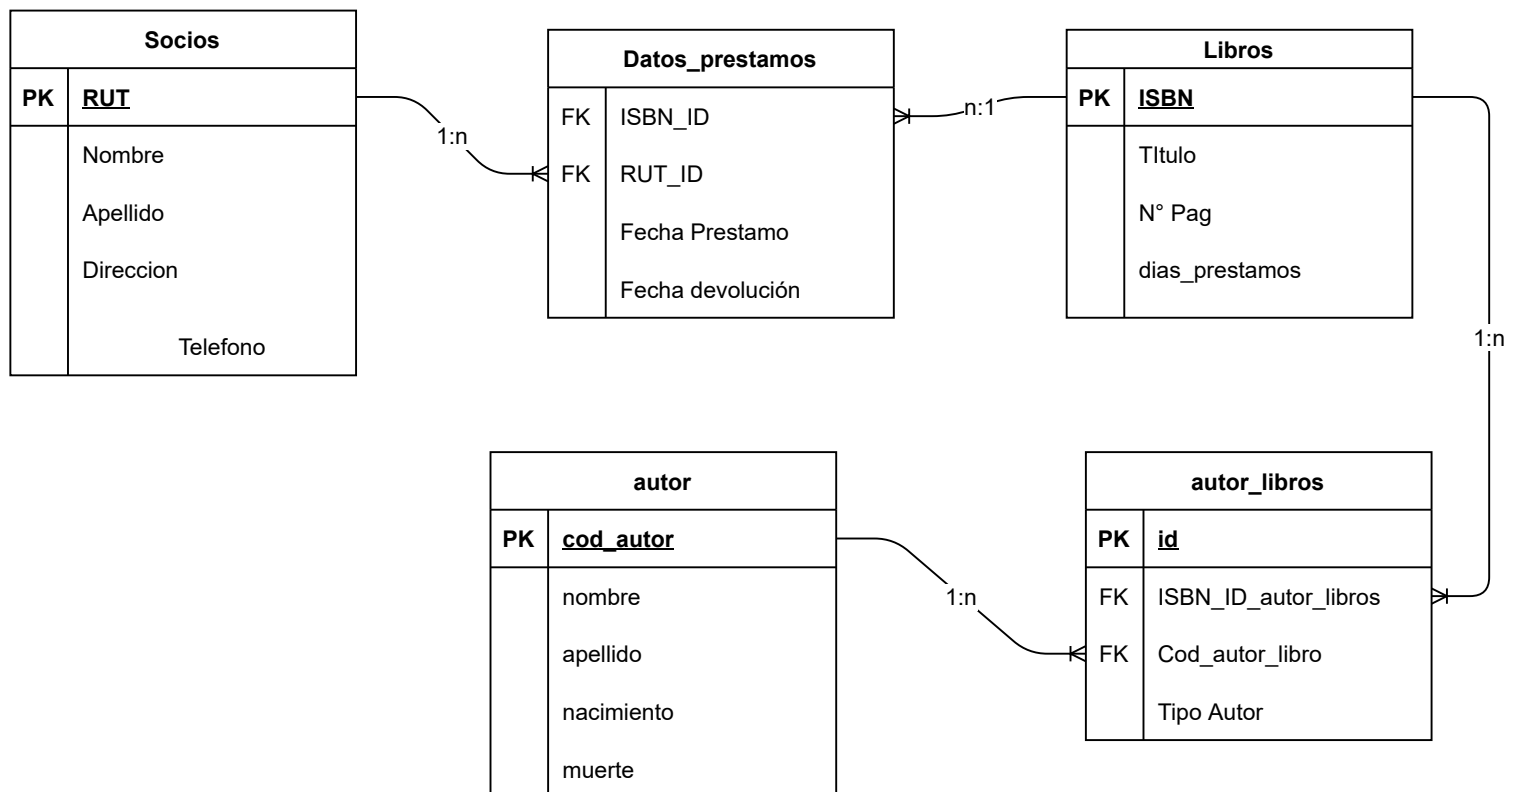 Socios
PK RUT
Nombre
Apellido
Direccion
Telefono
1:n
Datos_prestamos
FK ISBN_ID
FK RUT_ID
Fecha Prestamo
Fecha devolución
n:1
Libros
PK ISBN
TItulo
N° Pag
dias_prestamos
1:n
autor
PK cod_autor
nombre
apellido
nacimiento
muerte
1:n
autor_libros
PK id
FK ISBN_ID_autor_libros
FK Cod_autor_libro
Tipo Autor